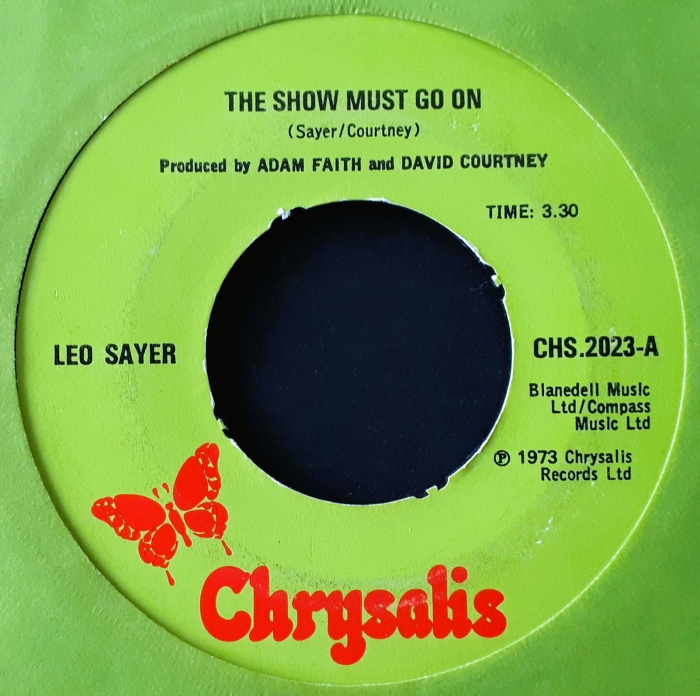 THE SHOW MUST GO ON
(Sayer/Courtney)
Produced by ADAM FAITH and DAVID COURTNEY
TIME: 3.30
LEO SAYER
CHS.2023-A
Blanedell Music
Ltd/Compass
Music Ltd
℗ 1973 Chrysalis
Records Ltd
Chrysalis